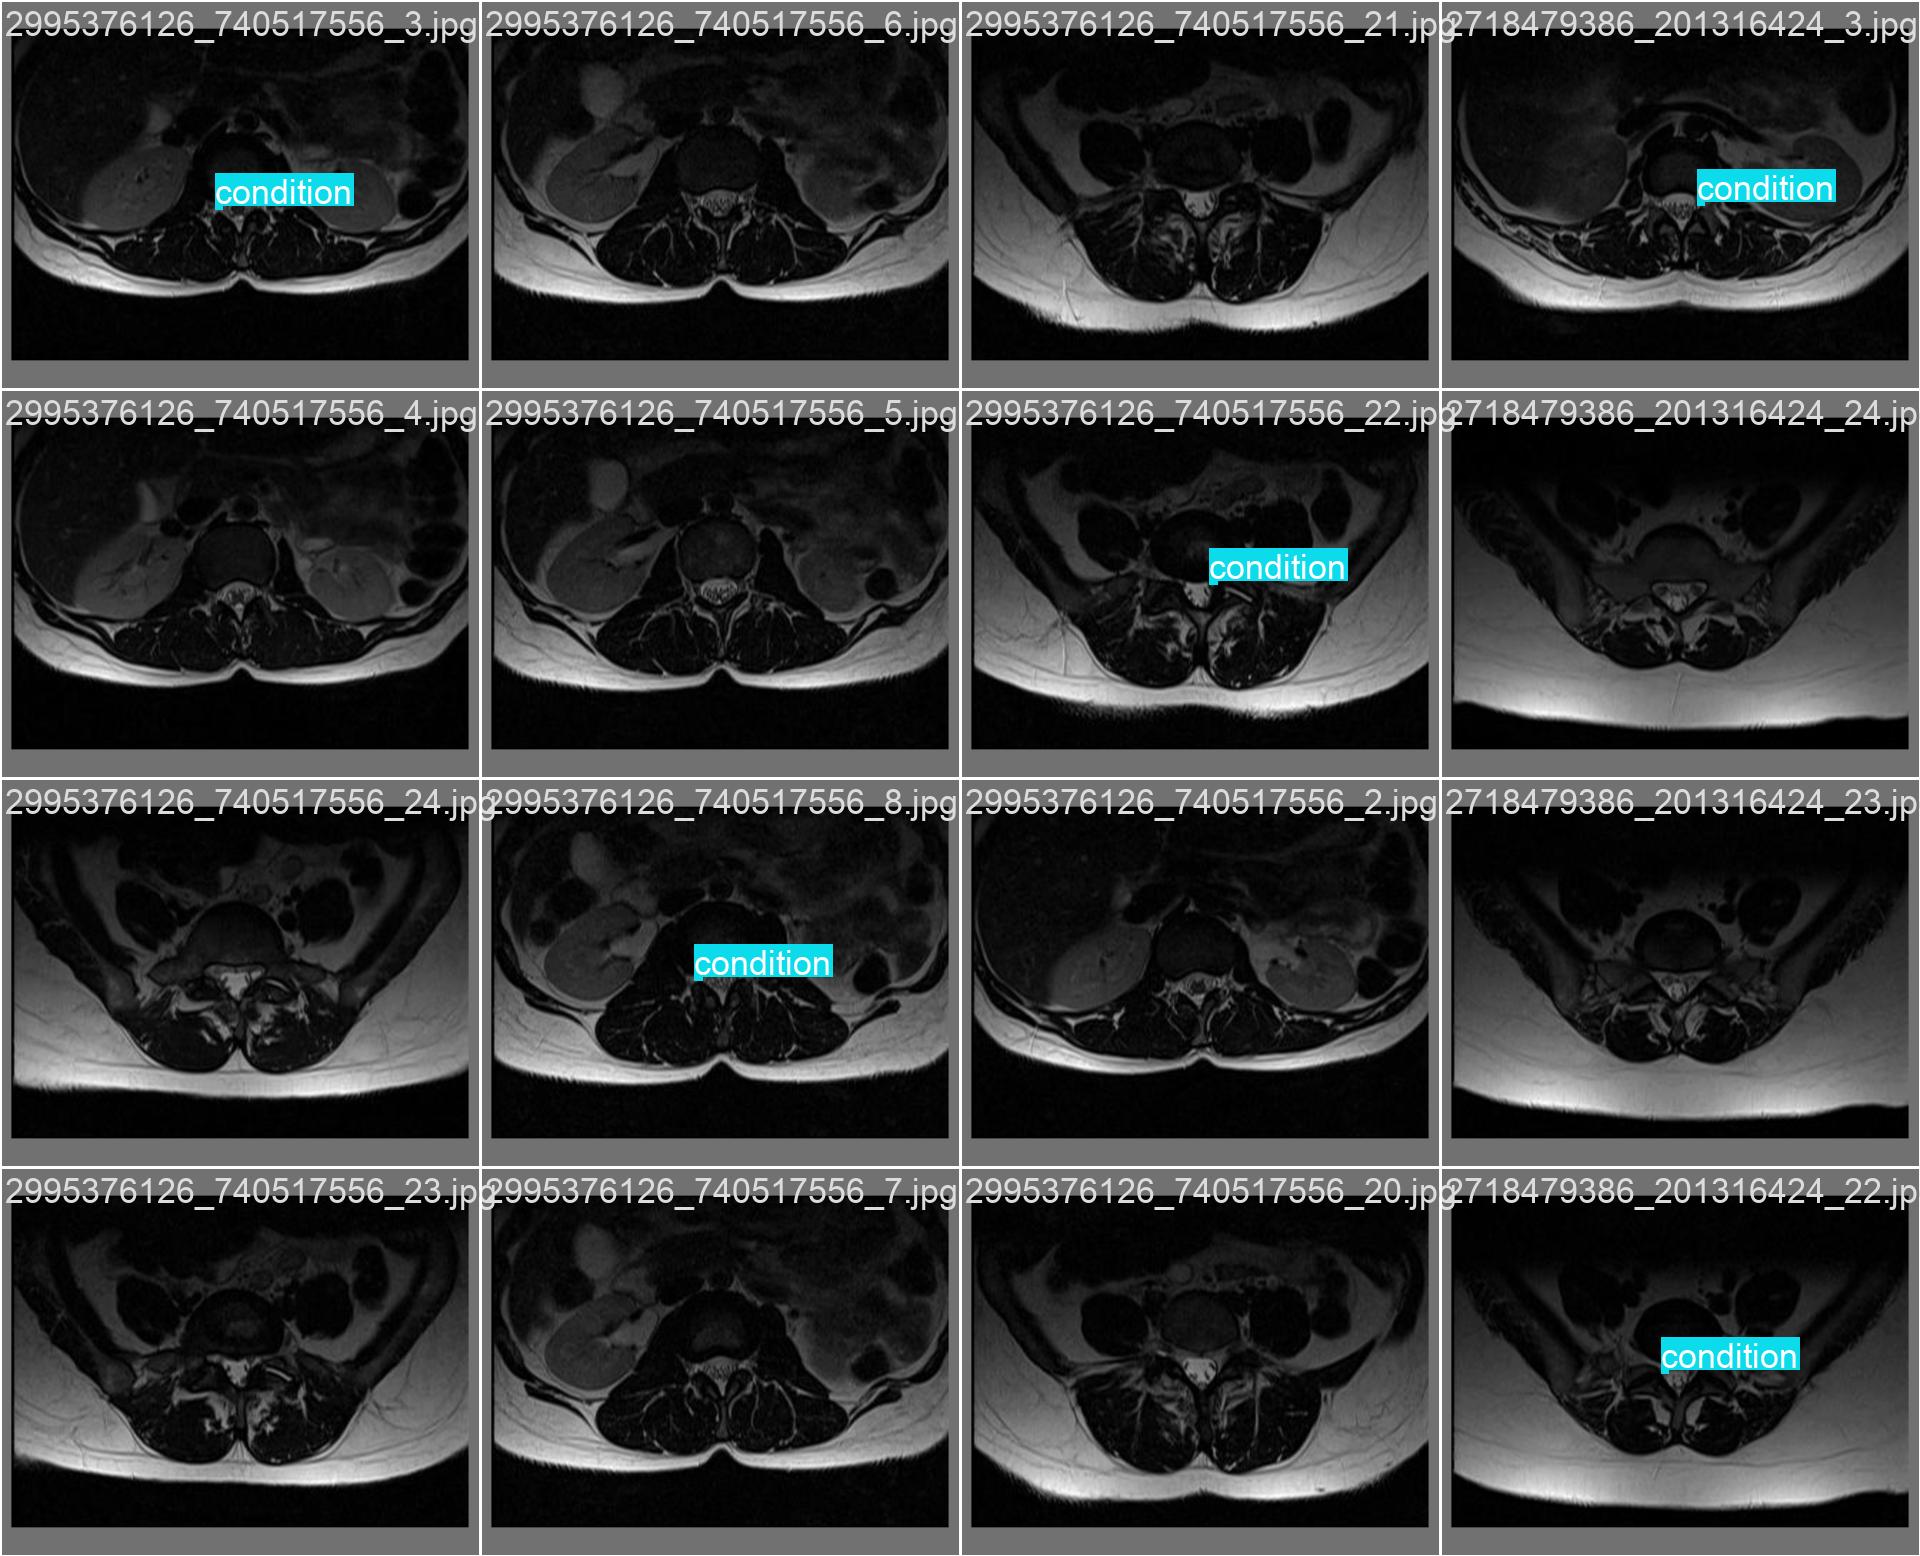 2995376126_740517556_3.jpg
2995376126_740517556_6.jpg
2995376126_740517556_21.jpg
2718479386_201316424_3.jpg
condition
condition
2995376126_740517556_4.jpg
2995376126_740517556_5.jpg
2995376126_740517556_22.jpg
2718479386_201316424_24.jp
condition
2995376126_740517556_24.jpg
2995376126_740517556_8.jpg
2995376126_740517556_2.jpg
2718479386_201316424_23.jp
condition
2995376126_740517556_23.jpg
2995376126_740517556_7.jpg
2995376126_740517556_20.jpg
2718479386_201316424_22.jp
condition